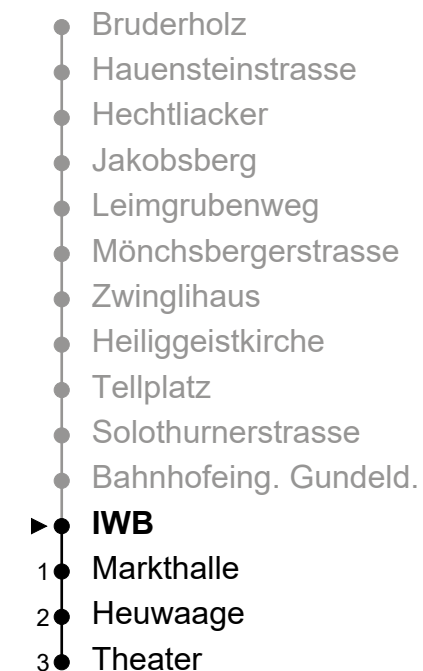 Bruderholz
Hauensteinstrasse
Hechtliacker
Jakobsberg
Leimgrubenweg
Mönchsbergerstrasse
Zwinglihaus
Heiliggeistkirche
Tellplatz
Solothurnerstrasse
Bahnhofeing. Gundeld.
IWB
1 Markthalle
2 Heuwaage
3 Theater